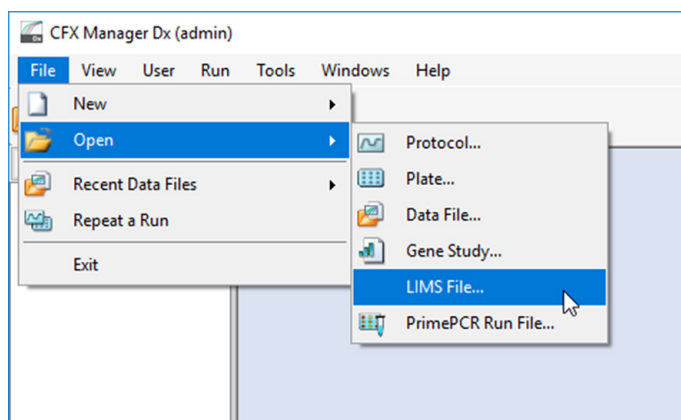 CFX Manager Dx (admin)
File View User Run Tools Windows Help
New
Open
Recent Data Files
Repeat a Run
Exit
Protocol...
Plate...
Data File...
Gene Study...
LIMS File...
PrimePCR Run File...